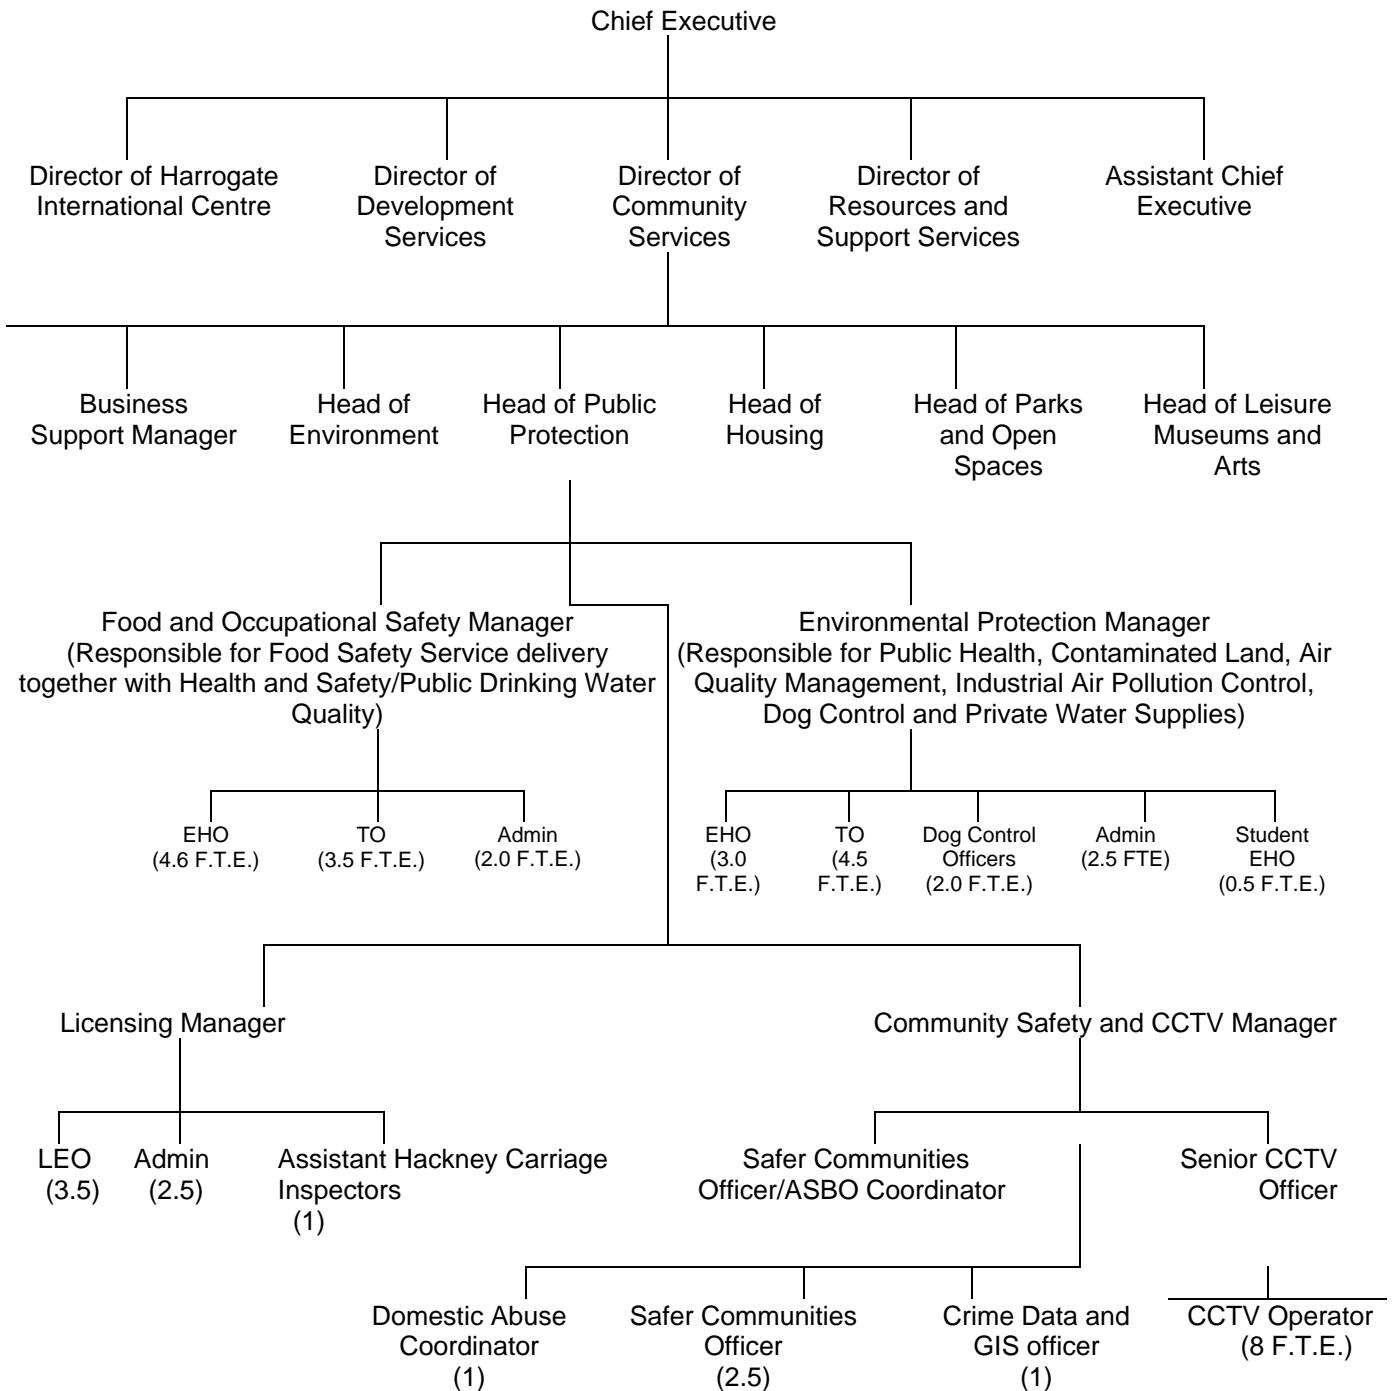 Chief Executive
Director of Harrogate
International Centre
Director of
Development
Services
Director of
Community
Services
Director of
Resources and
Support Services
Assistant Chief
Executive
Business
Support Manager
Head of
Environment
Head of Public
Protection
Head of
Housing
Head of Parks
and Open
Spaces
Head of Leisure
Museums and
Arts
Food and Occupational Safety Manager
(Responsible for Food Safety Service delivery
together with Health and Safety/Public Drinking Water
Quality)
Environmental Protection Manager
(Responsible for Public Health, Contaminated Land, Air
Quality Management, Industrial Air Pollution Control,
Dog Control and Private Water Supplies)
EHO
(4.6 F.T.E.)
TO
(3.5 F.T.E.)
Admin
(2.0 F.T.E.)
EHO
(3.0
F.T.E.)
TO
(4.5
F.T.E.)
Dog Control
Officers
(2.0 F.T.E.)
Admin
(2.5 FTE)
Student
EHO
(0.5 F.T.E.)
Licensing Manager
Community Safety and CCTV Manager
LEO
(3.5)
Admin
(2.5)
Assistant Hackney Carriage
Inspectors
(1)
Safer Communities
Officer/ASBO Coordinator
Senior CCTV
Officer
Domestic Abuse
Coordinator
(1)
Safer Communities
Officer
(2.5)
Crime Data and
GIS officer
(1)
CCTV Operator
(8 F.T.E.)